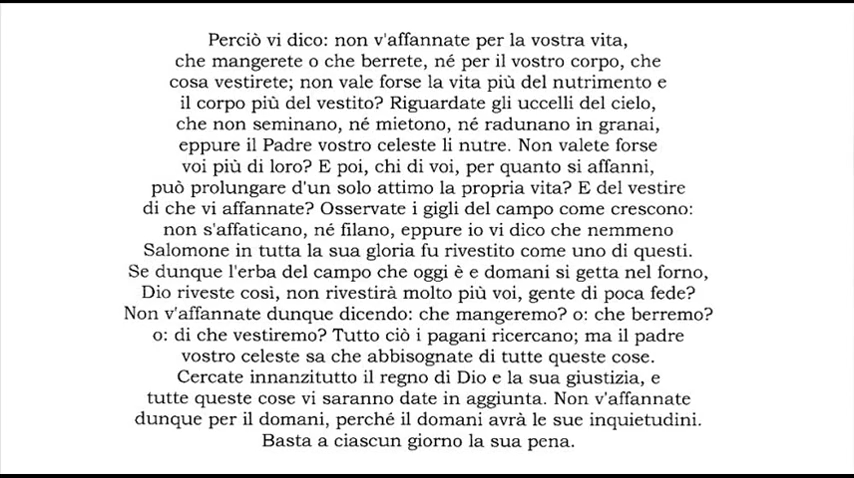 Perciò vi dico: non v'affannate per la vostra vita,
che mangerete o che berrete, né per il vostro corpo, che
cosa vestirete; non vale forse la vita più del nutrimento e
il corpo più del vestito? Riguardate gli uccelli del cielo,
che non seminano, né mietono, né radunano in granai,
eppure il Padre vostro celeste li nutre. Non valete forse
voi più di loro? E poi, chi di voi, per quanto si affanni,
può prolungare d'un solo attimo la propria vita? E del vestire
di che vi affannate? Osservate i gigli del campo come crescono:
non s'affaticano, né filano, eppure io vi dico che nemmeno
Salomone in tutta la sua gloria fu rivestito come uno di questi.
Se dunque l'erba del campo che oggi è e domani si getta nel forno,
Dio riveste così, non rivestirà molto più voi, gente di poca fede?
Non v'affannate dunque dicendo: che mangeremo? o: che berremo?
o: di che vestiremo? Tutto ciò i pagani ricercano; ma il padre
vostro celeste sa che abbisognate di tutte queste cose.
Cercate innanzitutto il regno di Dio e la sua giustizia, e
tutte queste cose vi saranno date in aggiunta. Non v'affannate
dunque per il domani, perché il domani avrà le sue inquietudini.
Basta a ciascun giorno la sua pena.